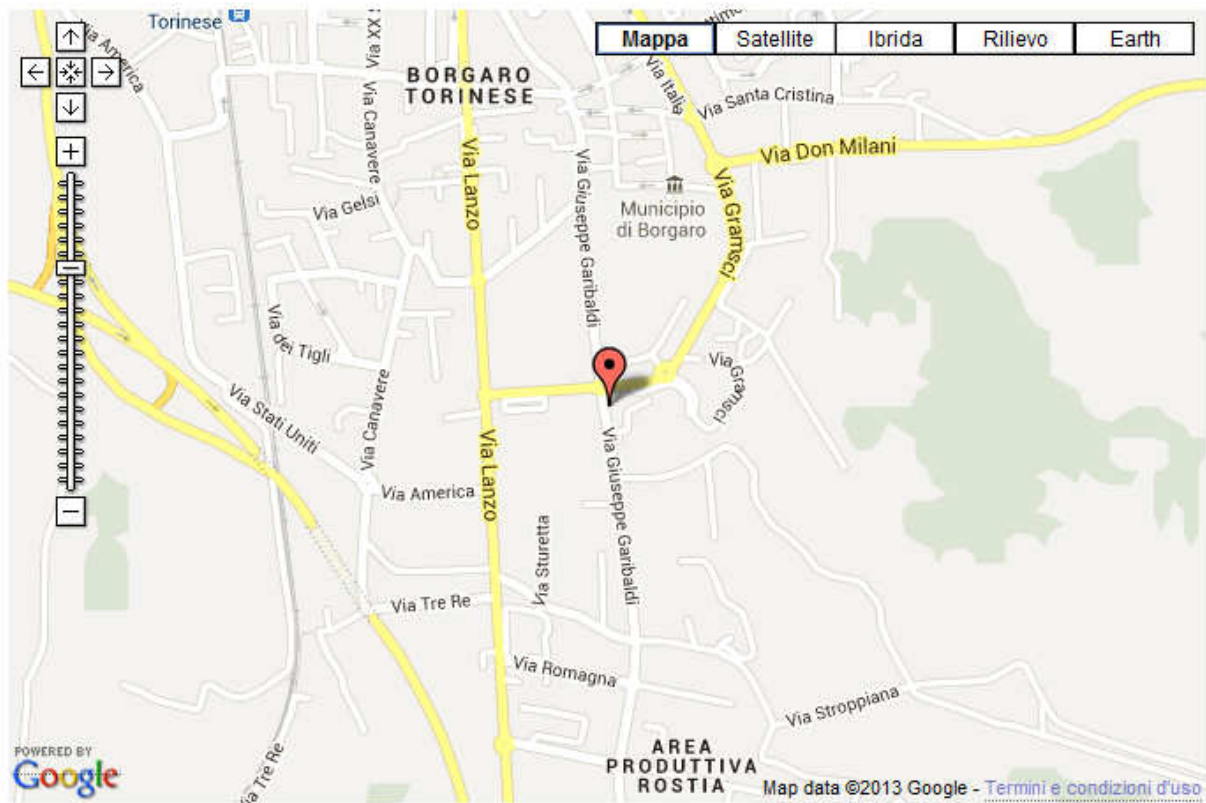 Torinese
Mappa
Satellite
Ibrida
Rilievo
Earth
Via America
Via XX S
BORGARO
TORINESE
Via Italia
Via Santa Cristina
Via Don Milani
Via Canavere
Via Lanzo
Via Giuseppe Garibaldi
Via Gelsi
Municipio
di Borgaro
Via Gramsci
Via dei Tigli
Via Gramsci
Via Stati Uniti
Via Canavere
Via Lanzo
Via Giuseppe Garibaldi
Via America
Via Sturetta
Via Tre Re
Via Romagna
Via Stroppiana
POWERED BY
Google
ia Tre Re
AREA
PRODUTTIVA
ROSTIA
Map data ©2013 Google - Termini e condizioni d'uso